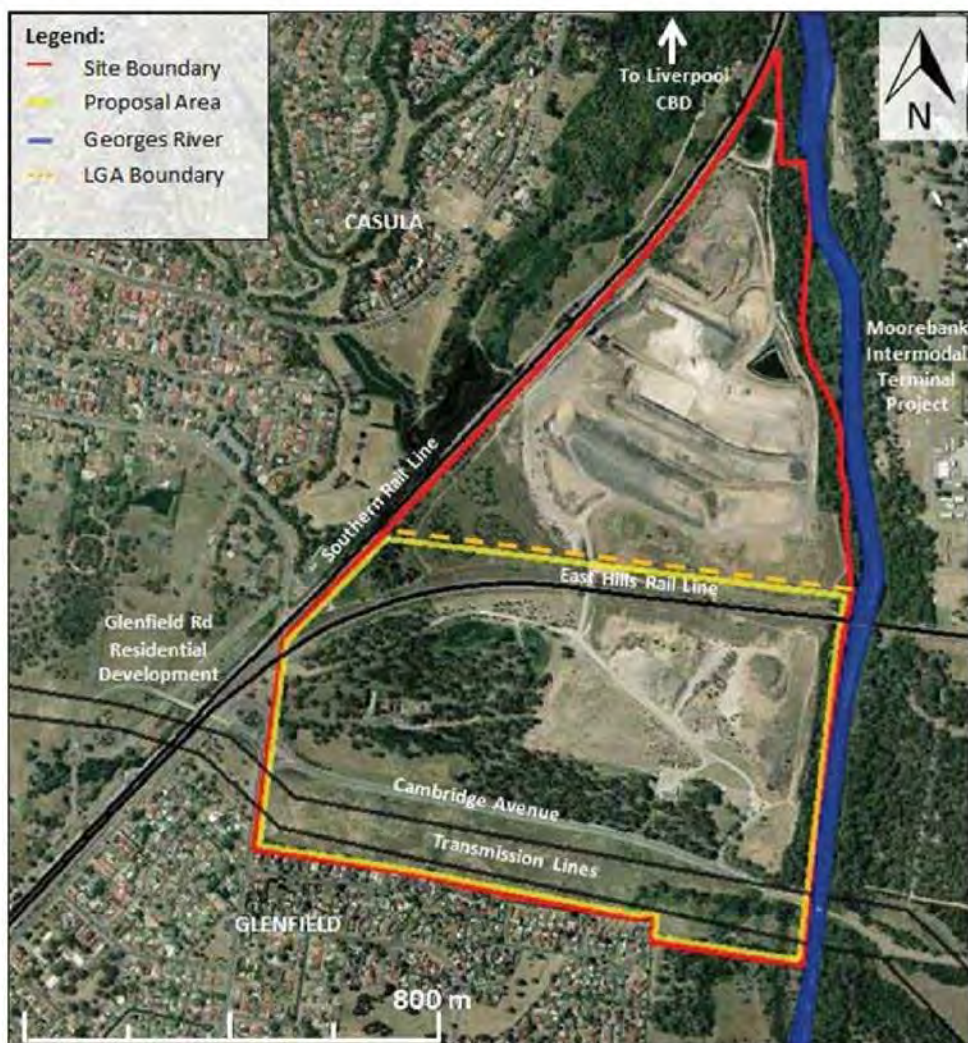 Legend:
Site Boundary
Proposal Area
Georges River
LGA Boundary
To Liverpool
CBD
N
CASULA
Moorebank
Intermodal
Terminal
Project
Southern Rail Line
East Hills Rail Line
Glenfield Rd
Residential
Development
Cambridge Avenue
Transmission Lines
GLENFIELD
800 m